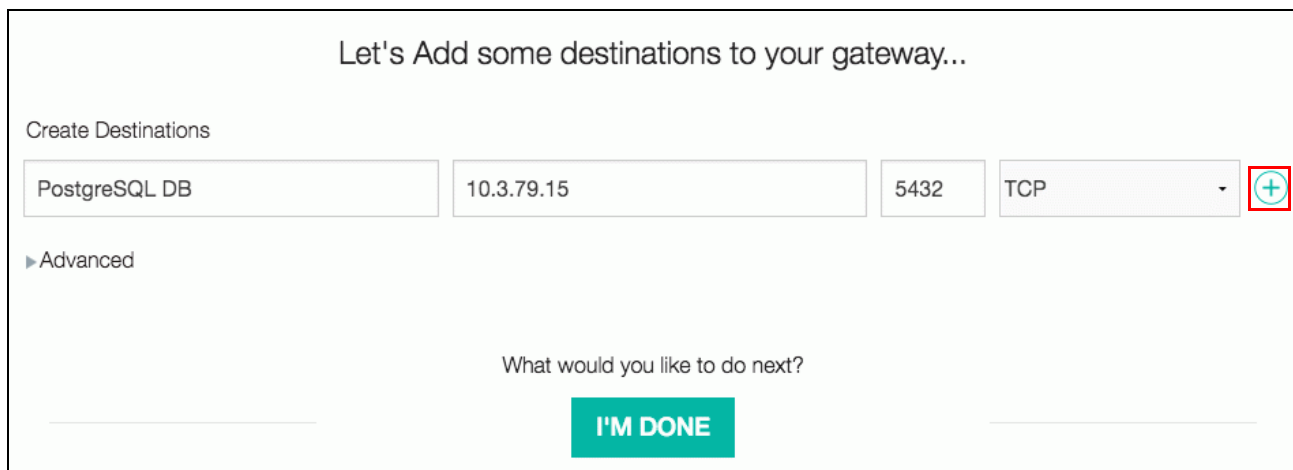 Let's Add some destinations to your gateway...
Create Destinations
PostgreSQL DB 10.3.79.15 5432 TCP
Advanced
What would you like to do next?
I'M DONE